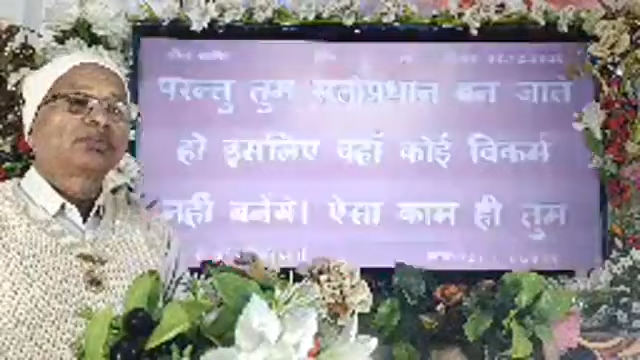 परन्तु तुम सतोप्रधान बन जाते
हो इसलिए वहाँ कोई विकर्म
नहीं बनेंगे। ऐसा काम ही तुम